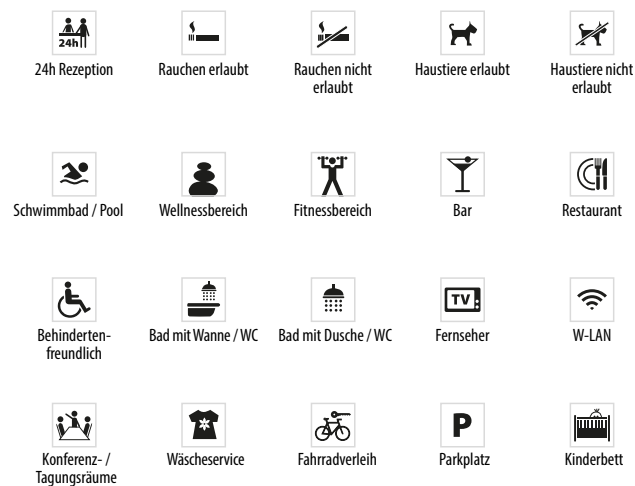 24h
24h Rezeption
Rauchen erlaubt
Rauchen nicht
erlaubt
Haustiere erlaubt
Haustiere nicht
erlaubt
Schwimmbad / Pool
Wellnessbereich
Fitnessbereich
Bar
Restaurant
Behinderten-
freundlich
Bad mit Wanne / WC
Bad mit Dusche / WC
TV
Fernseher
W-LAN
Konferenz- /
Tagungsräume
Wäscheservice
Fahrradverleih
P
Parkplatz
Kinderbett